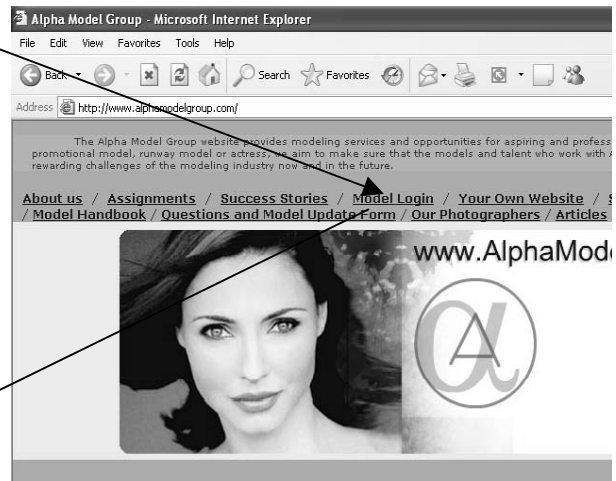 Alpha Model Group - Microsoft Internet Explorer
File Edit View Favorites Tools Help
Back Search Favorites
Address http://www.alphamodelgroup.com/
The Alpha Model Group website provides modeling services and opportunities for aspiring and profess
promotional model, runway model or actress, we aim to make sure that the models and talent who work with A
rewarding challenges of the modeling industry now and in the future.
About us / Assignments / Success Stories / Model Login / Your Own Website / S
/ Model Handbook / Questions and Model Update Form / Our Photographers / Articles
www.AlphaMode
α A